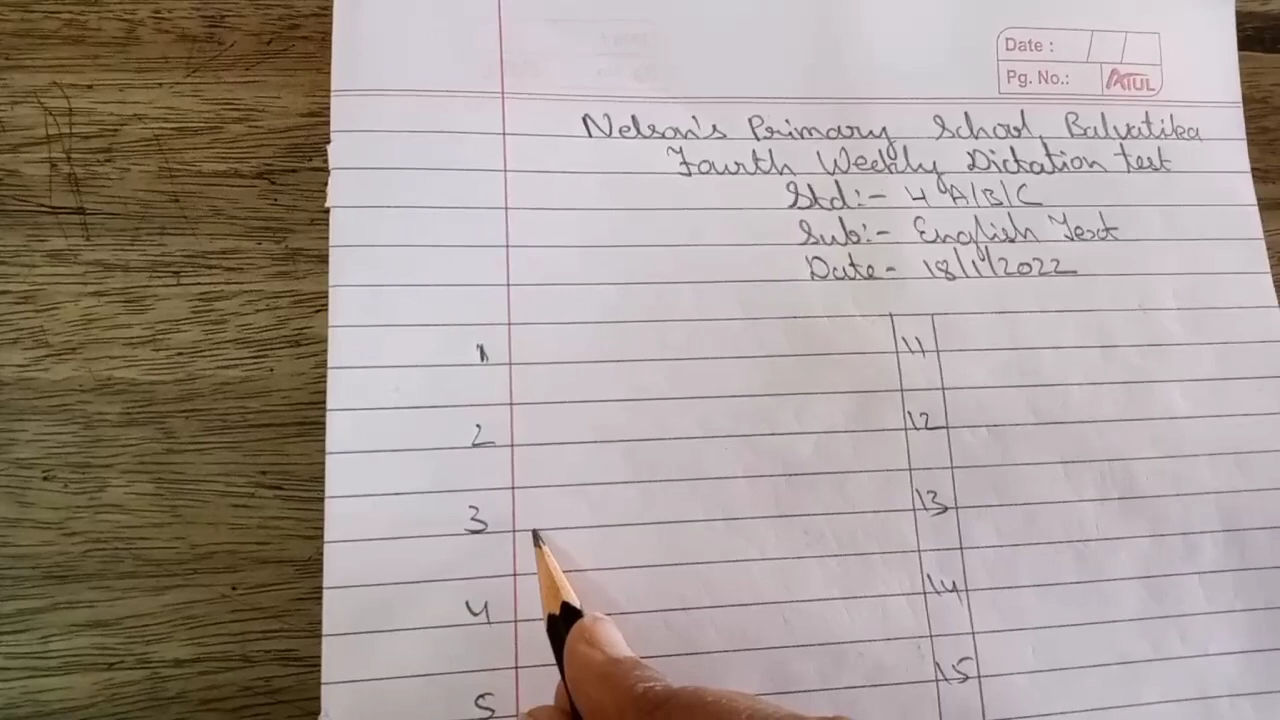 Date : / /
Pg. No.: ATUL
Nelson's Primary School, Balvatika
Fourth Weekly Dictation test
Std:- 4 A/B/C
Sub:- English Text
Date- 18/1/2022
1
11
2
12
3
13
4
14
5
15